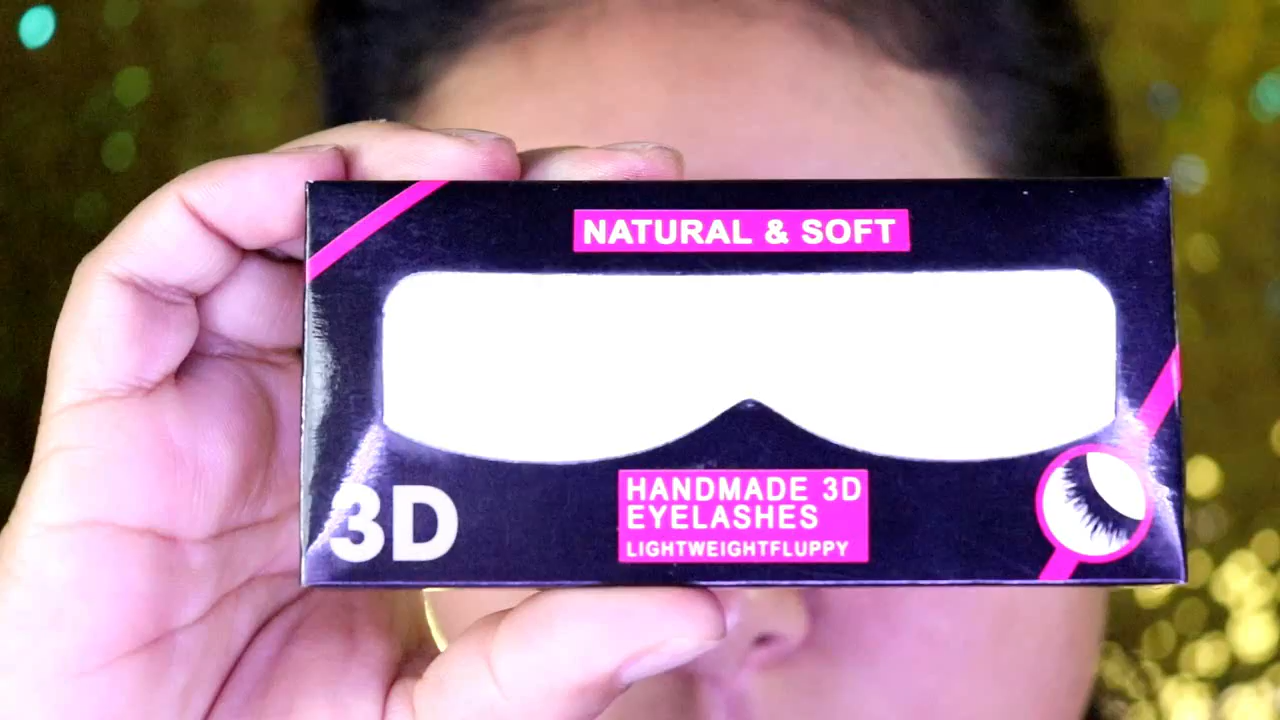 NATURAL & SOFT
3D
HANDMADE 3D
EYELASHES
LIGHTWEIGHTFLUPPY